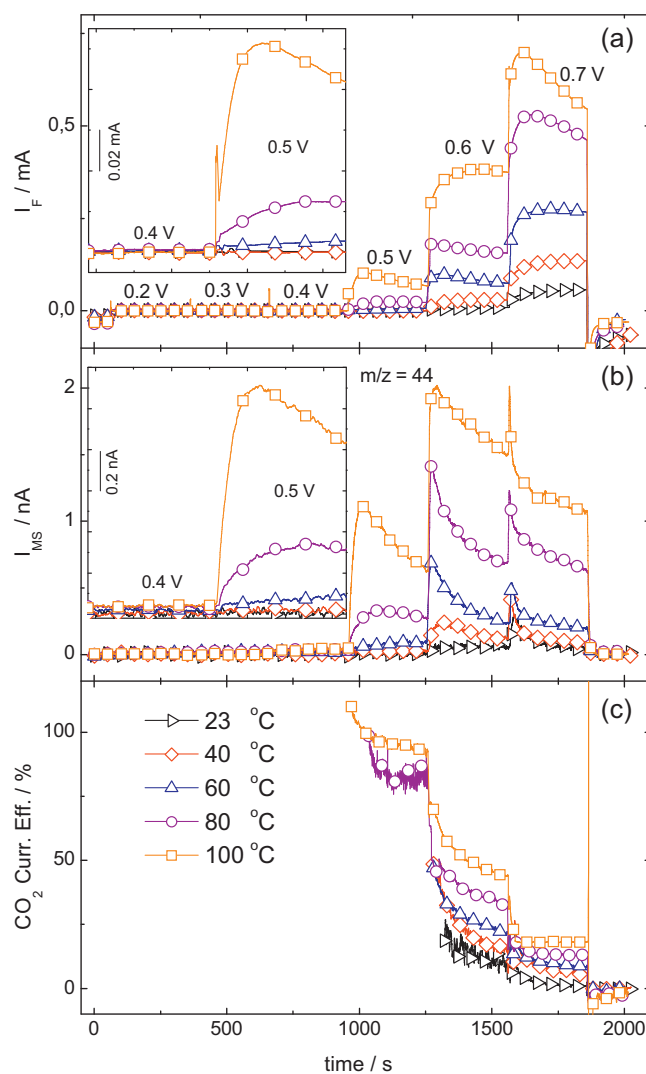 (a)
0.7 V
0.6 V
0.5 V
0.02 mA
0.5 V
0.4 V
0.2 V 0.3 V 0.4 V
0,5
0,0
I_F / mA
(b)
m/z = 44
0.2 nA
0.5 V
0.4 V
2
1
0
I_MS / nA
(c)
23 °C
40 °C
60 °C
80 °C
100 °C
100
50
0
CO₂ Curr. Eff. / %
0 500 1000 1500 2000
time / s